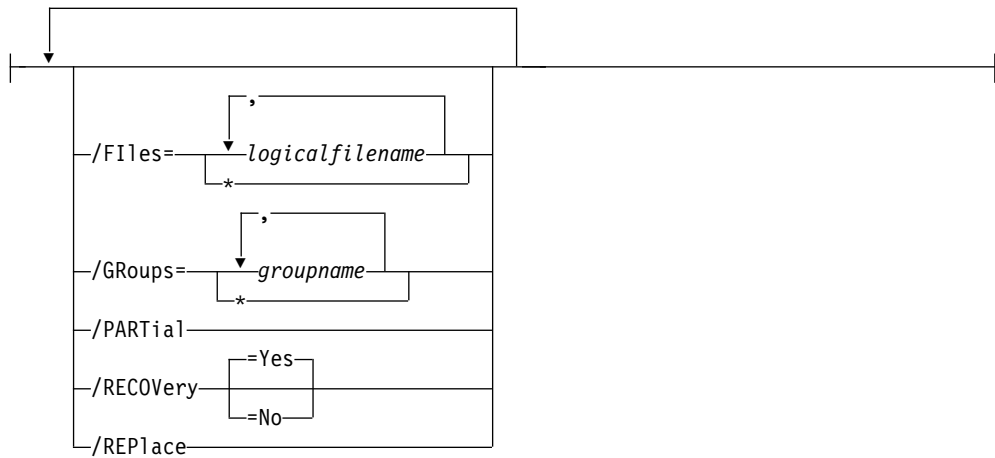 ,
/FIles= logicalfilename
*
,
/GRoups= groupname
*
/PARTial
=Yes
/RECOVery
=No
/REPlace